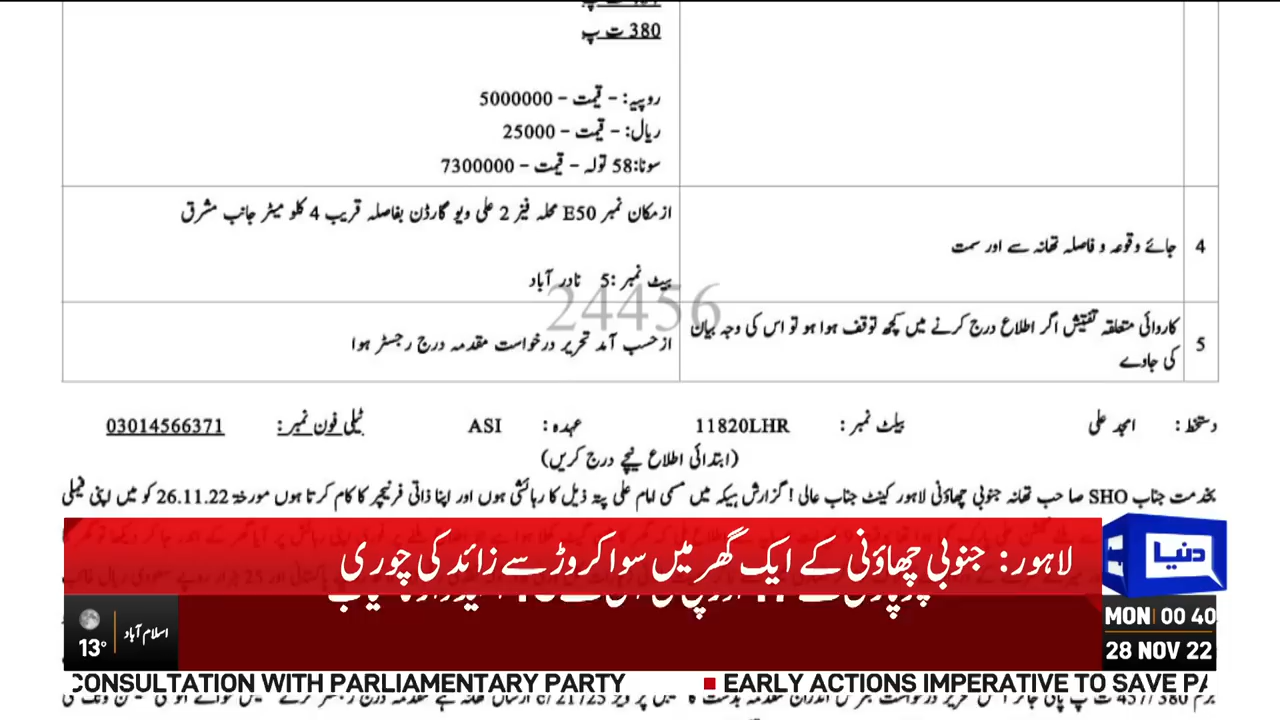 380 ت پ
روپیہ: - قیمت - 5000000
ریال: - قیمت - 25000
سونا:58 تولہ - قیمت - 7300000
4
جائے وقوعہ و فاصلہ تھانہ سے اور سمت
از مکان نمبر E50 محلہ فیز 2 علی ویو گارڈن بفاصلہ قریب 4 کلو میٹر جانب مشرق
بیٹ نمبر :5 نادر آباد
24456
5
کاروائی متعلقہ تفتیش اگر اطلاع درج کرنے میں کچھ توقف ہوا ہو تو اس کی وجہ بیان
کی جاوے
از حسب آمد تحریر درخواست مقدمہ درج رجسٹر ہوا
دستخط: امجد علی بیلٹ نمبر: 11820LHR عہدہ: ASI ٹیلی فون نمبر: 03014566371
(ابتدائی اطلاع نیچے درج کریں)
بخدمت جناب SHO صاحب تھانہ جنوبی چھاؤنی لاہور کینٹ جناب عالی! گزارش ہیکہ میں مسمی امام علی پتہ ذیل کا رہائشی ہوں اور اپنا ذاتی فرنیچر کا کام کرتا ہوں مورخہ 26.11.22 کو میں اپنی فیملی
لاہور: جنوبی چھاؤنی کے ایک گھر میں سوا کروڑ سے زائد کی چوری
دنیا
MON 00 40
28 NOV 22
13°
اسلام آباد
CONSULTATION WITH PARLIAMENTARY PARTY
EARLY ACTIONS IMPERATIVE TO SAVE PA